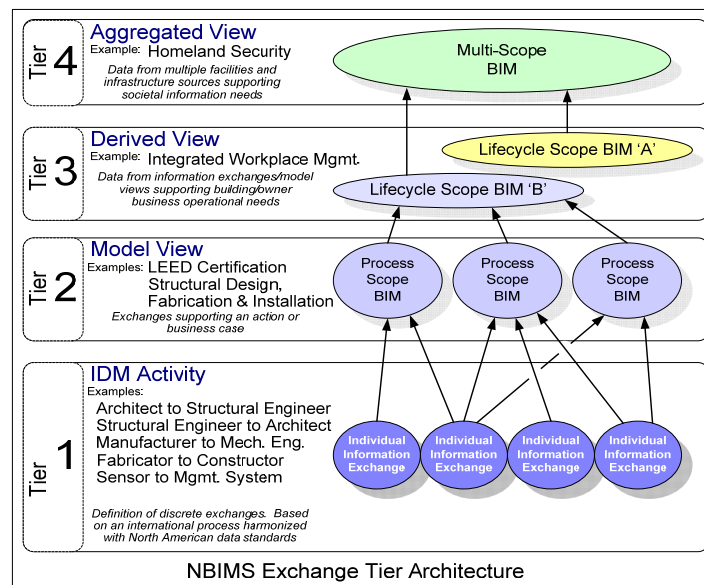 Tier 4
Aggregated View
Example: Homeland Security
Data from multiple facilities and
infrastructure sources supporting
societal information needs
Multi-Scope
BIM
Tier 3
Derived View
Example: Integrated Workplace Mgmt.
Data from information exchanges/model
views supporting building/owner
business operational needs
Lifecycle Scope BIM ‘A’
Lifecycle Scope BIM ‘B’
Tier 2
Model View
Examples: LEED Certification
Structural Design,
Fabrication & Installation
Exchanges supporting an action or
business case
Process
Scope
BIM
Process
Scope
BIM
Process
Scope
BIM
Tier 1
IDM Activity
Examples:
Architect to Structural Engineer
Structural Engineer to Architect
Manufacturer to Mech. Eng.
Fabricator to Constructor
Sensor to Mgmt. System
Definition of discrete exchanges. Based
on an international process harmonized
with North American data standards
Individual
Information
Exchange
Individual
Information
Exchange
Individual
Information
Exchange
Individual
Information
Exchange
NBIMS Exchange Tier Architecture